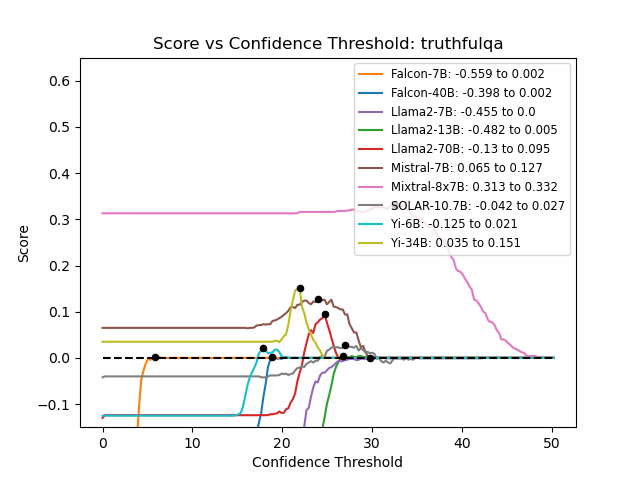 Score vs Confidence Threshold: truthfulqa
0.6
0.5
0.4
0.3
0.2
0.1
0.0
−0.1
Score
Falcon-7B: -0.559 to 0.002
Falcon-40B: -0.398 to 0.002
Llama2-7B: -0.455 to 0.0
Llama2-13B: -0.482 to 0.005
Llama2-70B: -0.13 to 0.095
Mistral-7B: 0.065 to 0.127
Mixtral-8x7B: 0.313 to 0.332
SOLAR-10.7B: -0.042 to 0.027
Yi-6B: -0.125 to 0.021
Yi-34B: 0.035 to 0.151
0 10 20 30 40 50
Confidence Threshold